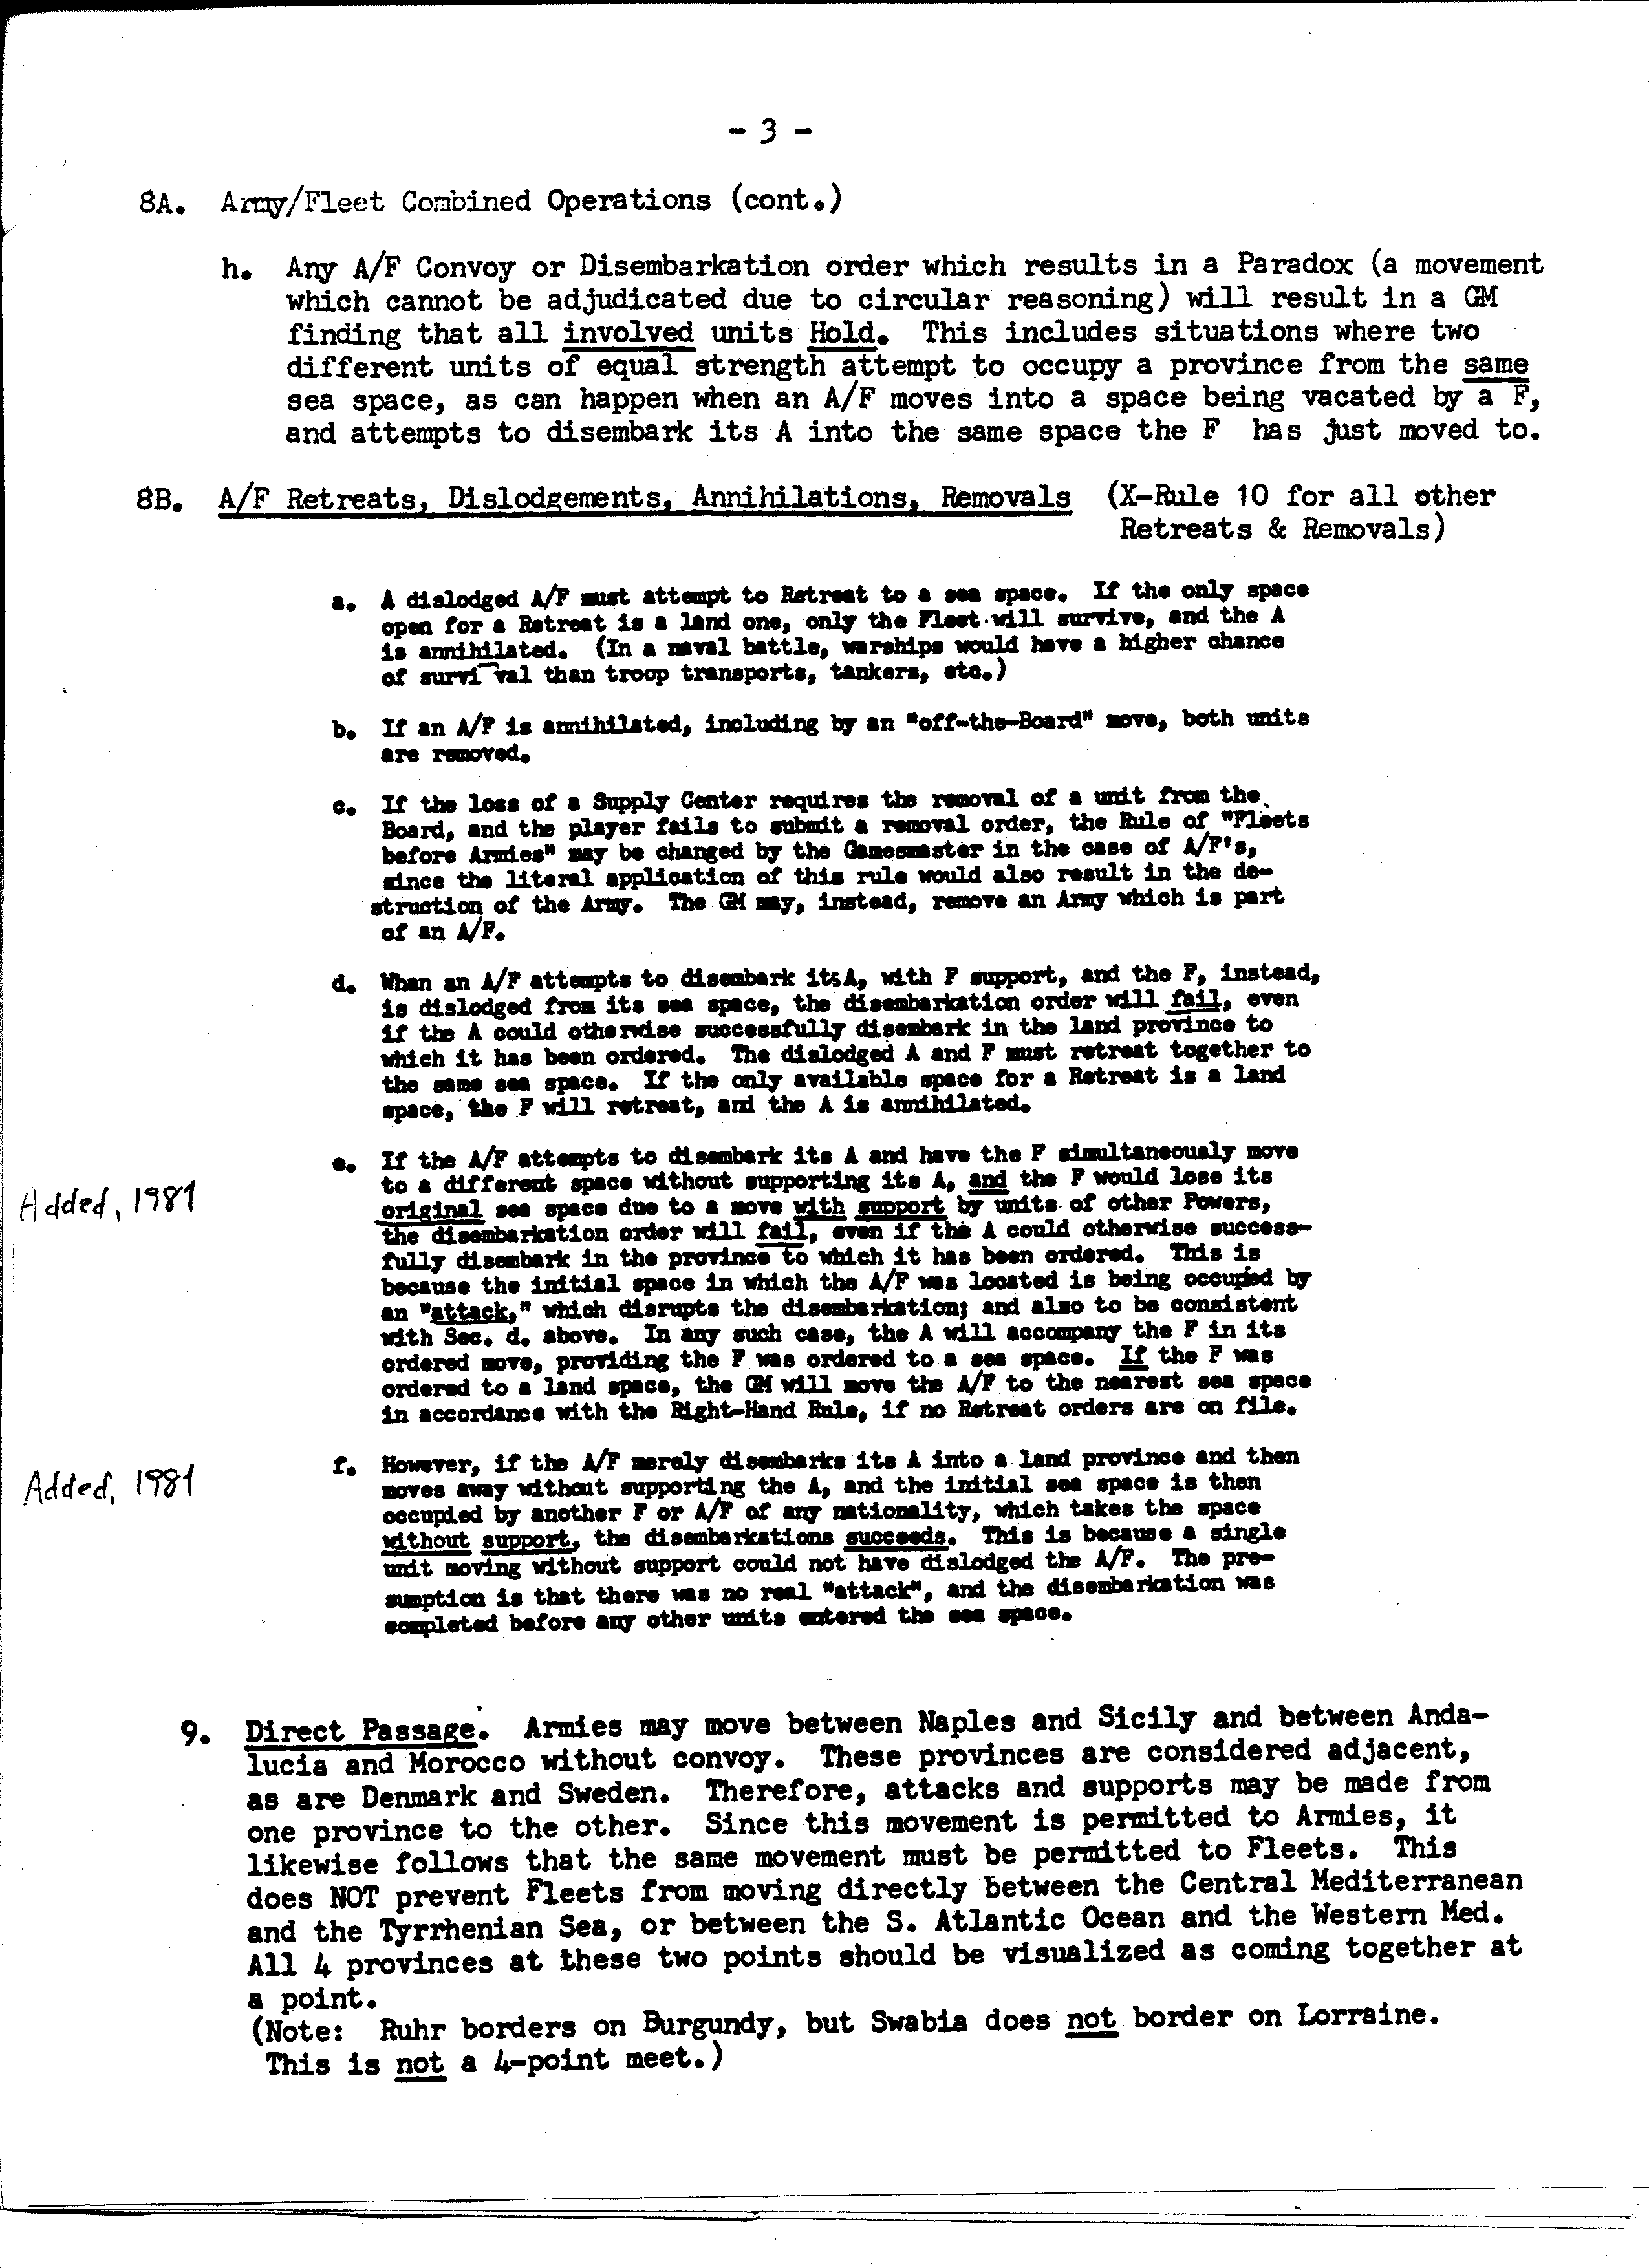 - 3 -
8A. Army/Fleet Combined Operations (cont.)
h. Any A/F Convoy or Disembarkation order which results in a Paradox (a movement
which cannot be adjudicated due to circular reasoning) will result in a GM
finding that all involved units Hold. This includes situations where two
different units of equal strength attempt to occupy a province from the same
sea space, as can happen when an A/F moves into a space being vacated by a F,
and attempts to disembark its A into the same space the F has just moved to.
8B. A/F Retreats, Dislodgements, Annihilations, Removals (X-Rule 10 for all other
Retreats & Removals)
a. A dislodged A/F must attempt to Retreat to a sea space. If the only space
open for a Retreat is a land one, only the Fleet will survive, and the A
is annihilated. (In a naval battle, warships would have a higher chance
of survival than troop transports, tankers, etc.)
b. If an A/F is annihilated, including by an "off-the-Board" move, both units
are removed.
c. If the loss of a Supply Center requires the removal of a unit from the
Board, and the player fails to submit a removal order, the Rule of "Fleets
before Armies" may be changed by the Gamesmaster in the case of A/F's,
since the literal application of this rule would also result in the de-
struction of the Army. The GM may, instead, remove an Army which is part
of an A/F.
d. Whan an A/F attempts to disembark its A, with F support, and the F, instead,
is dislodged from its sea space, the disembarkation order will fail, even
if the A could otherwise successfully disembark in the land province to
which it has been ordered. The dislodged A and F must retreat together to
the same sea space. If the only available space for a Retreat is a land
space, the F will retreat, and the A is annihilated.
Added, 1981
e. If the A/F attempts to disembark its A and have the F simultaneously move
to a different space without supporting its A, and the F would lose its
original sea space due to a move with support by units of other Powers,
the disembarkation order will fail, even if the A could otherwise success-
fully disembark in the province to which it has been ordered. This is
because the initial space in which the A/F was located is being occupied by
an "attack," which disrupts the disembarkation; and also to be consistent
with Sec. d. above. In any such case, the A will accompany the F in its
ordered move, providing the F was ordered to a sea space. If the F was
ordered to a land space, the GM will move the A/F to the nearest sea space
in accordance with the Right-Hand Rule, if no Retreat orders are on file.
Added, 1981
f. However, if the A/F merely disembarks its A into a land province and then
moves away without supporting the A, and the initial sea space is then
occupied by another F or A/F of any nationality, which takes the space
without support, the disembarkations succeeds. This is because a single
unit moving without support could not have dislodged the A/F. The pre-
sumption is that there was no real "attack", and the disembarkation was
completed before any other units entered the sea space.
9. Direct Passage. Armies may move between Naples and Sicily and between Anda-
lucia and Morocco without convoy. These provinces are considered adjacent,
as are Denmark and Sweden. Therefore, attacks and supports may be made from
one province to the other. Since this movement is permitted to Armies, it
likewise follows that the same movement must be permitted to Fleets. This
does NOT prevent Fleets from moving directly between the Central Mediterranean
and the Tyrrhenian Sea, or between the S. Atlantic Ocean and the Western Med.
All 4 provinces at these two points should be visualized as coming together at
a point.
(Note: Ruhr borders on Burgundy, but Swabia does not border on Lorraine.
This is not a 4-point meet.)